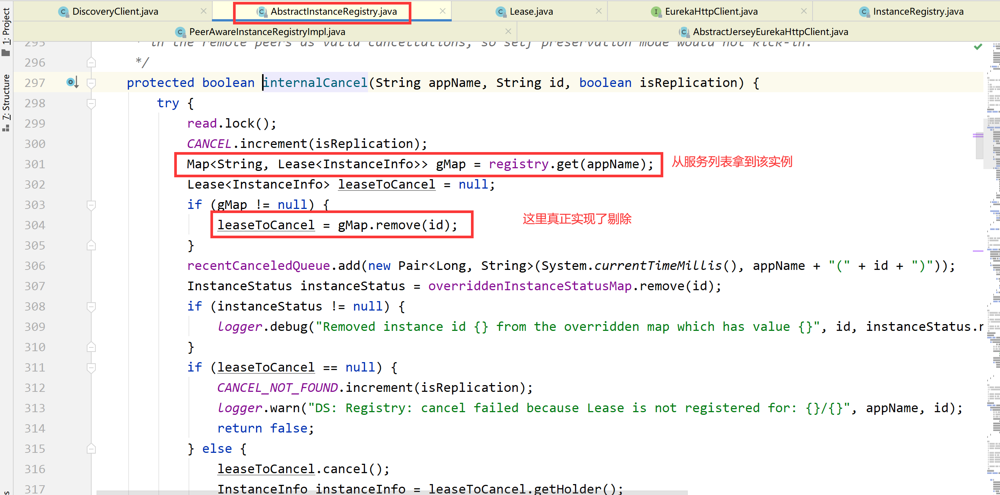 DiscoveryClient.java
AbstractInstanceRegistry.java
Lease.java
EurekaHttpClient.java
InstanceRegistry.java
PeerAwareInstanceRegistryImpl.java
AbstractJerseyEurekaHttpClient.java
1: Project
7: Structure
295 * in the remote peers as valid cancellations, so self preservation mode would not kick-in.
296 */
297 protected boolean internalCancel(String appName, String id, boolean isReplication) {
298 try {
299 read.lock();
300 CANCEL.increment(isReplication);
301 Map<String, Lease<InstanceInfo>> gMap = registry.get(appName); 从服务列表拿到该实例
302 Lease<InstanceInfo> leaseToCancel = null;
303 if (gMap != null) {
304 leaseToCancel = gMap.remove(id); 这里真正实现了剔除
305 }
306 recentCanceledQueue.add(new Pair<Long, String>(System.currentTimeMillis(), appName + "(" + id + ")"));
307 InstanceStatus instanceStatus = overriddenInstanceStatusMap.remove(id);
308 if (instanceStatus != null) {
309 logger.debug("Removed instance id {} from the overridden map which has value {}", id, instanceStatus.
310 }
311 if (leaseToCancel == null) {
312 CANCEL_NOT_FOUND.increment(isReplication);
313 logger.warn("DS: Registry: cancel failed because Lease is not registered for: {}/{}", appName, id);
314 return false;
315 } else {
316 leaseToCancel.cancel();
317 InstanceInfo instanceInfo = leaseToCancel.getHolder();